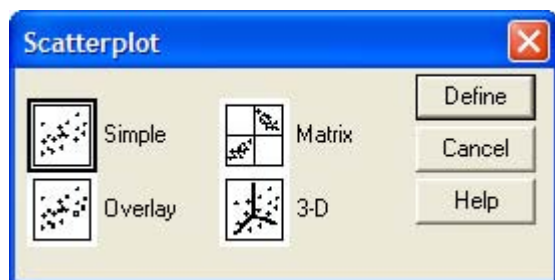 Scatterplot
Simple
Matrix
Overlay
3-D
Define
Cancel
Help